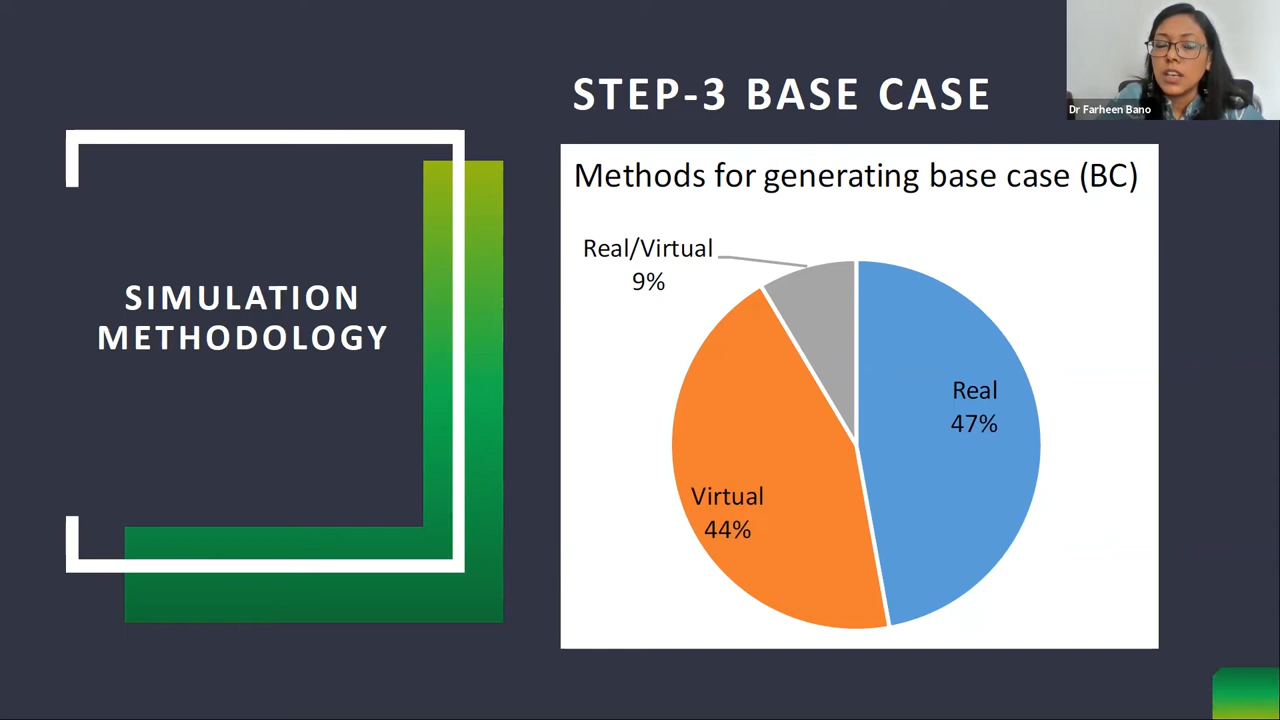 STEP-3 BASE CASE
Dr Farheen Bano
SIMULATION
METHODOLOGY
Methods for generating base case (BC)
Real/Virtual
9%
Real
47%
Virtual
44%